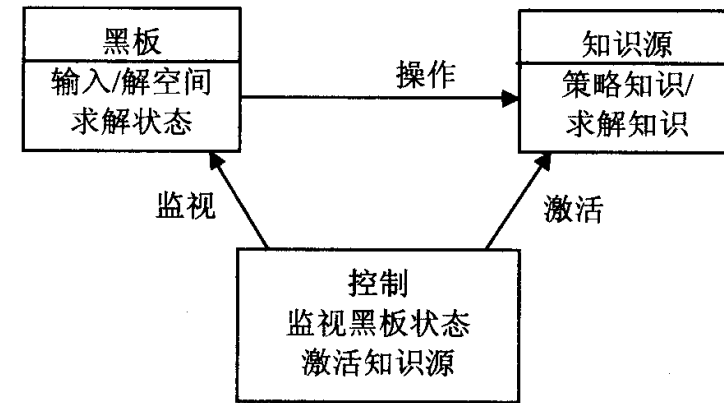 黑板
输入/解空间
求解状态
操作
知识源
策略知识/
求解知识
监视
激活
控制
监视黑板状态
激活知识源